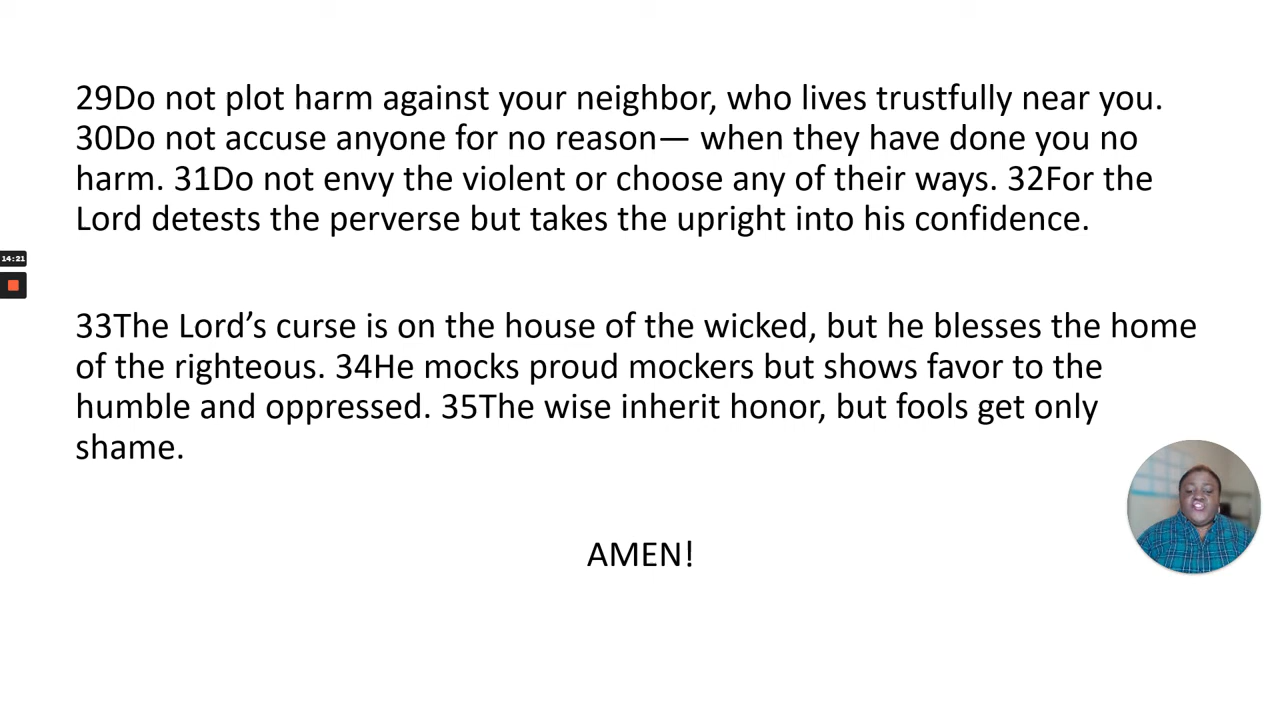 29Do not plot harm against your neighbor, who lives trustfully near you.
30Do not accuse anyone for no reason— when they have done you no
harm. 31Do not envy the violent or choose any of their ways. 32For the
Lord detests the perverse but takes the upright into his confidence.
14:21
33The Lord’s curse is on the house of the wicked, but he blesses the home
of the righteous. 34He mocks proud mockers but shows favor to the
humble and oppressed. 35The wise inherit honor, but fools get only
shame.
AMEN!